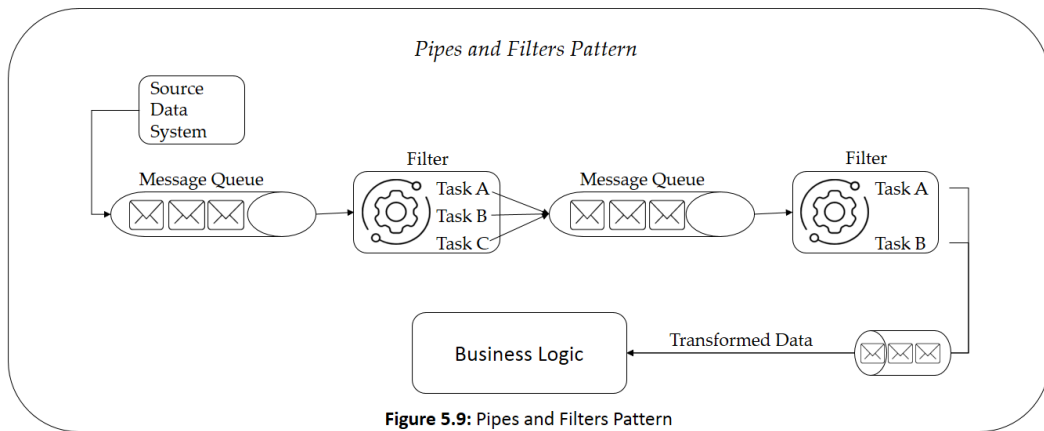 Pipes and Filters Pattern
Source
Data
System
Message Queue
Filter
Task A
Task B
Task C
Message Queue
Filter
Task A
Task B
Business Logic
Transformed Data
Figure 5.9: Pipes and Filters Pattern